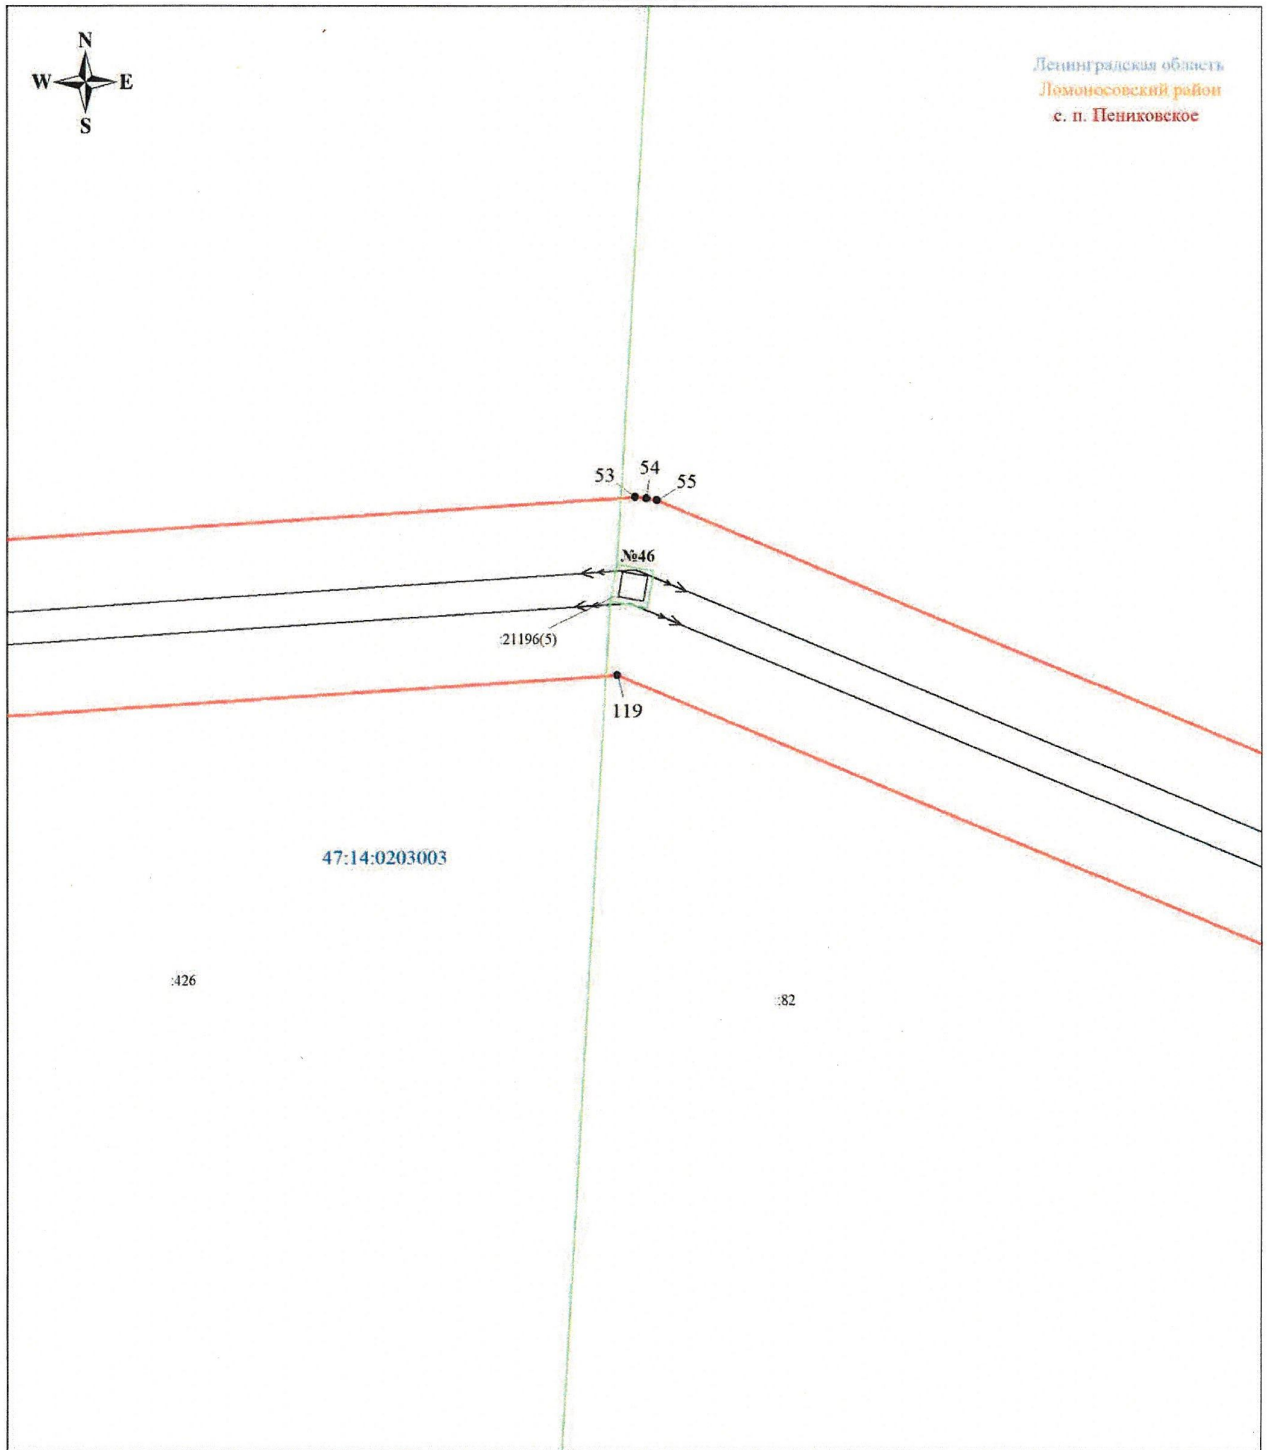 N
W E
S
Ленинградская область
Ломоносовский район
с. п. Пениковское
53
54
55
№46
:21196(5)
119
47:14:0203003
:426
:82